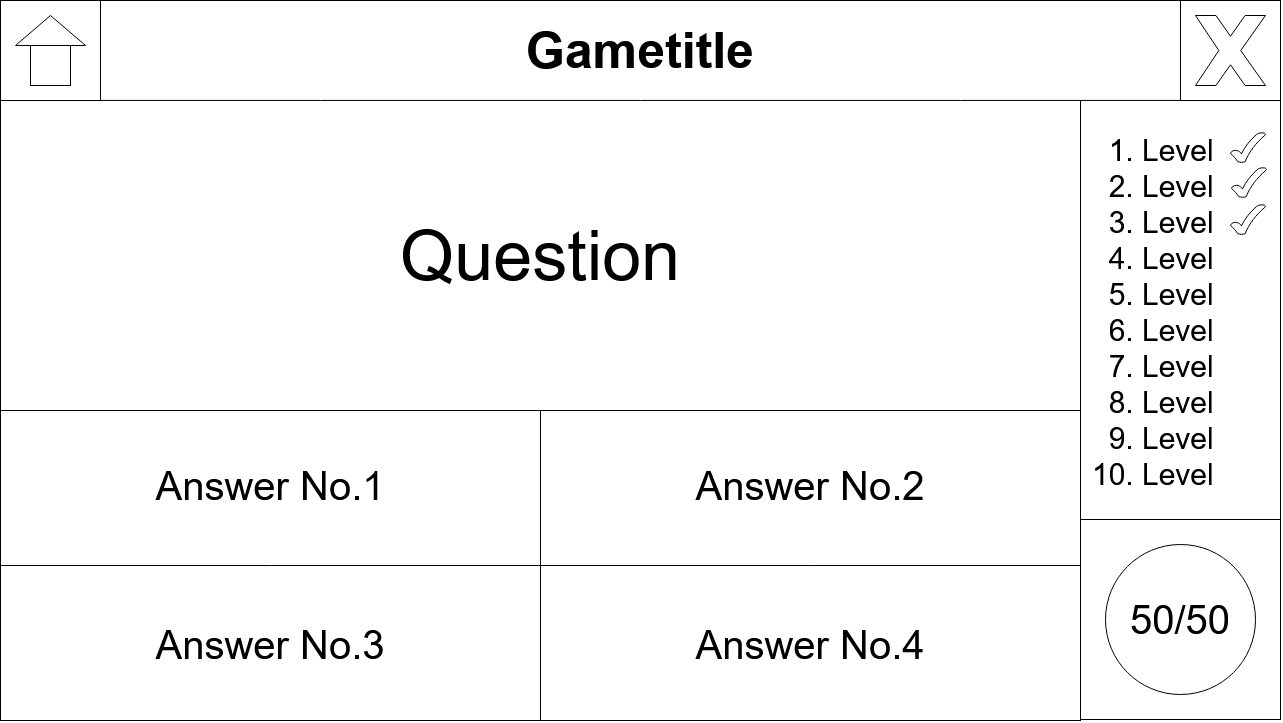 Gametitle
Question
Answer No.1
Answer No.2
Answer No.3
Answer No.4
1. Level
2. Level
3. Level
4. Level
5. Level
6. Level
7. Level
8. Level
9. Level
10. Level
50/50